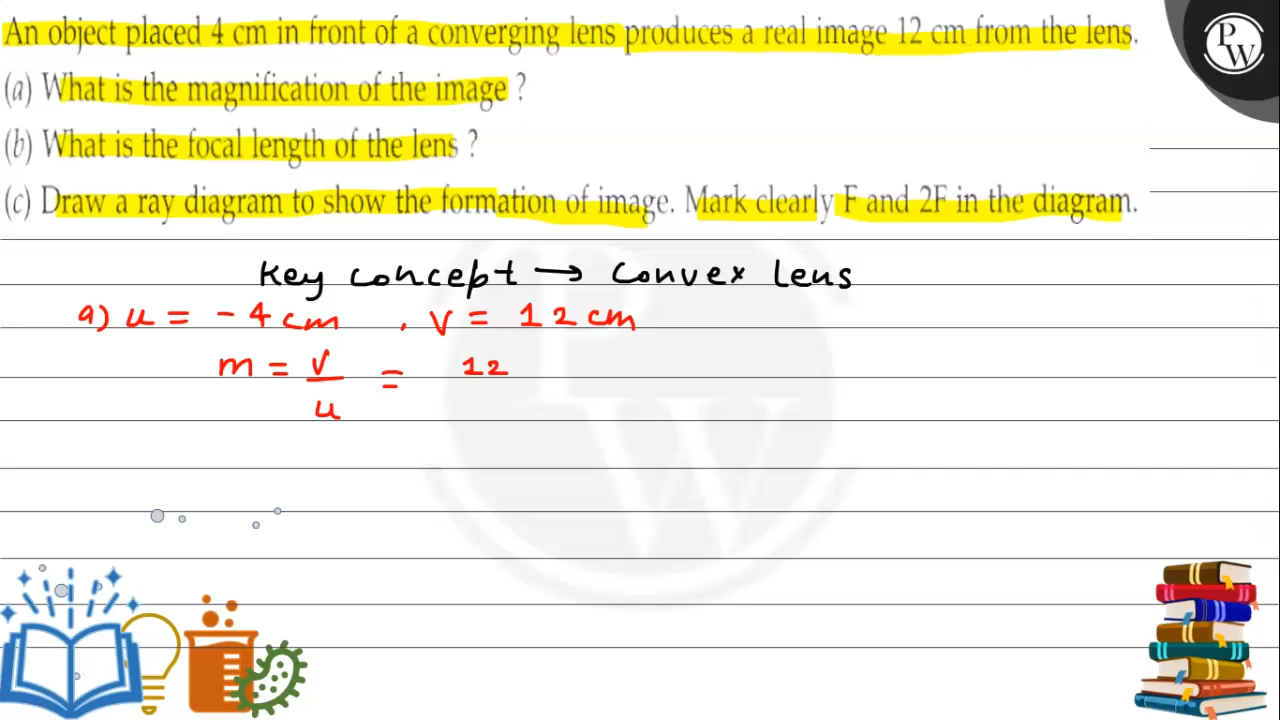 An object placed 4 cm in front of a converging lens produces a real image 12 cm from the lens.
(a) What is the magnification of the image ?
(b) What is the focal length of the lens ?
(c) Draw a ray diagram to show the formation of image. Mark clearly F and 2F in the diagram.
PW
Key concept → Convex lens
a) u = - 4 cm , v = 12 cm
m = v/u = 12
PW